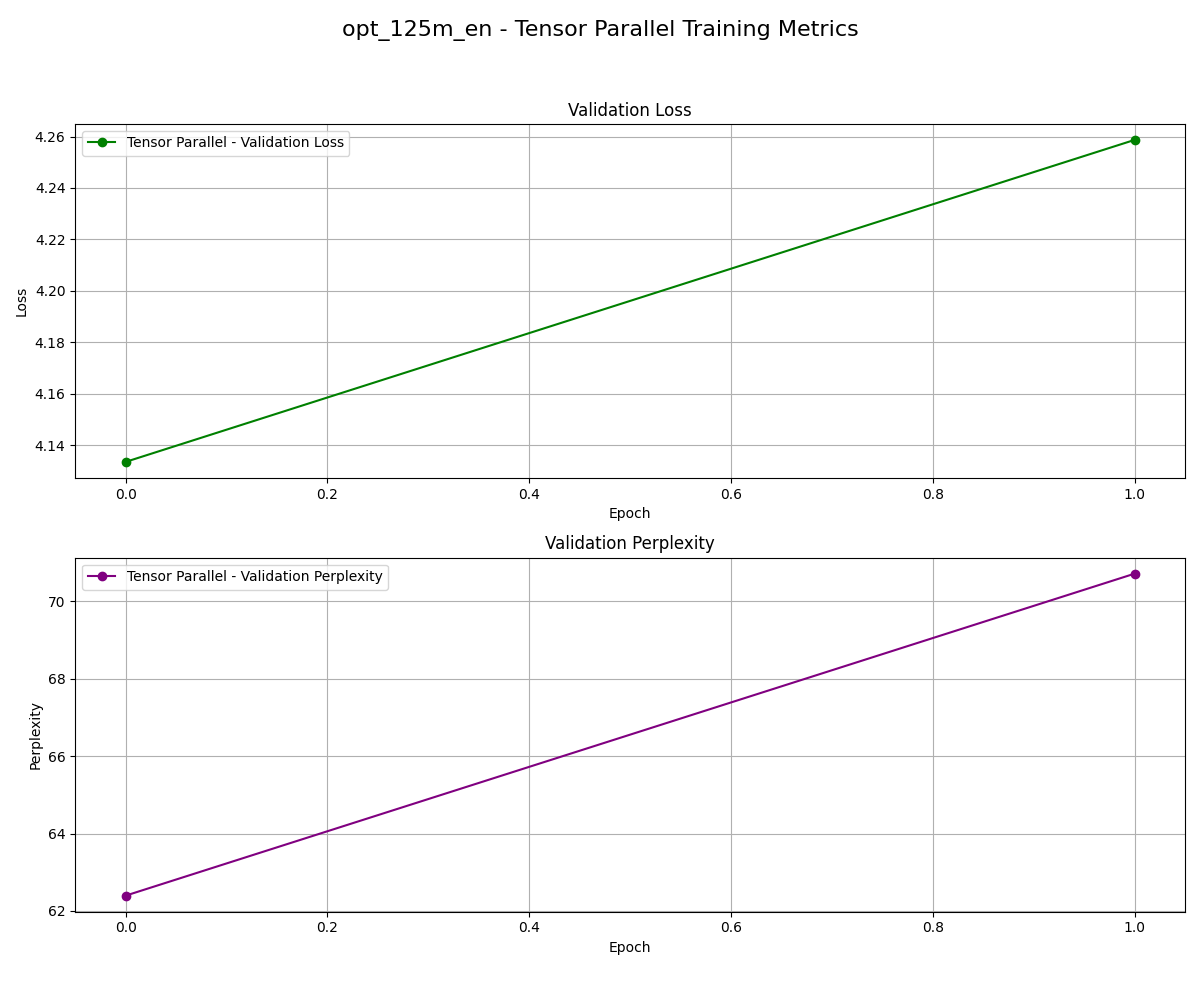 opt_125m_en - Tensor Parallel Training Metrics
Validation Loss
Tensor Parallel - Validation Loss
4.26
4.24
4.22
4.20
4.18
4.16
4.14
Loss
0.0 0.2 0.4 0.6 0.8 1.0
Epoch
Validation Perplexity
Tensor Parallel - Validation Perplexity
70
68
66
64
62
Perplexity
0.0 0.2 0.4 0.6 0.8 1.0
Epoch